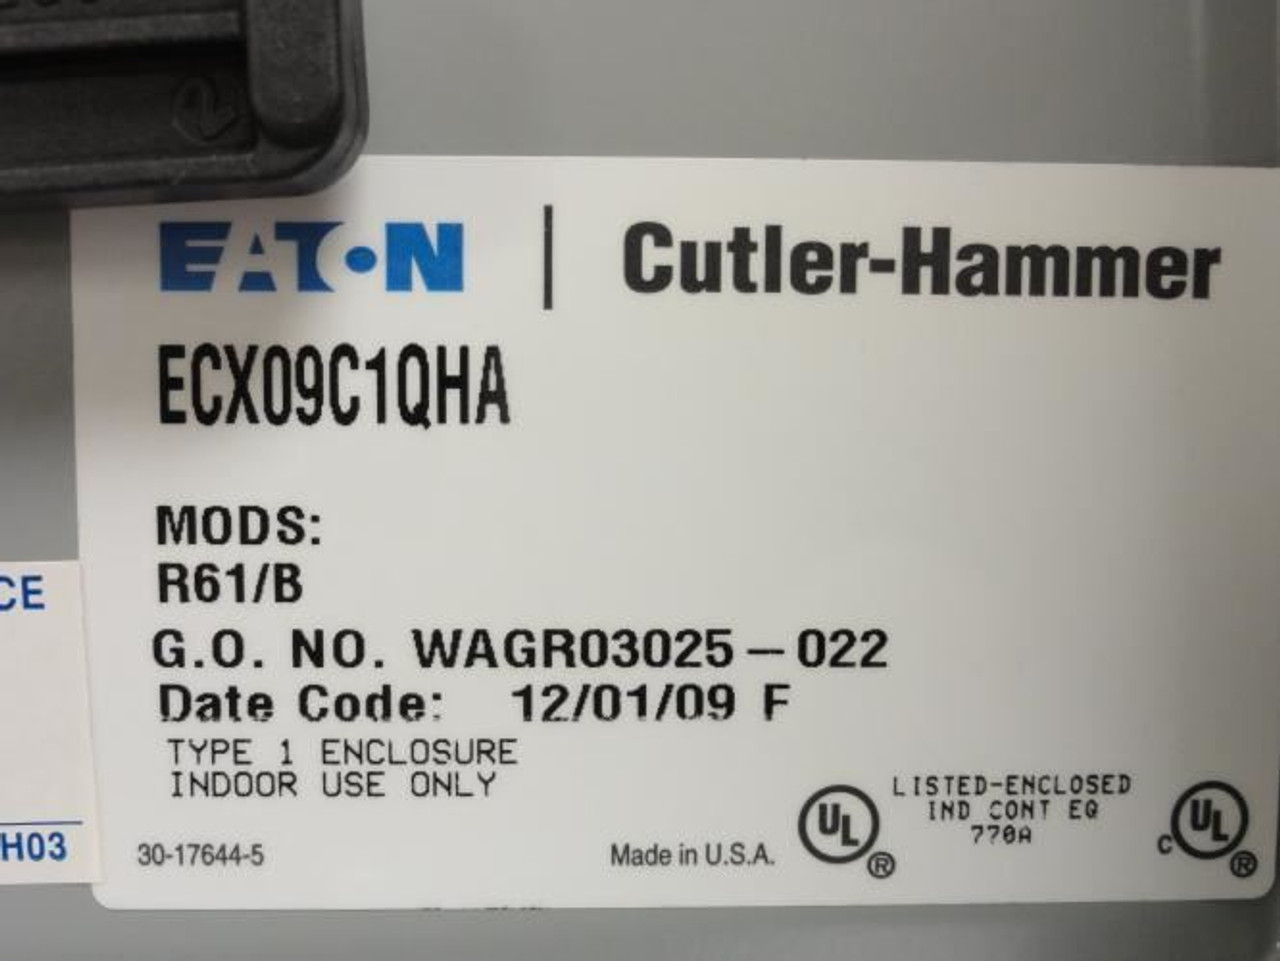 EATON | Cutler-Hammer
ECX09C1QHA
MODS:
R61/B
G.O. NO. WAGR03025-022
Date Code: 12/01/09 F
TYPE 1 ENCLOSURE
INDOOR USE ONLY
30-17644-5
Made in U.S.A.
UL ®
LISTED-ENCLOSED
IND CONT EQ
770A
C UL ®
CE
H03